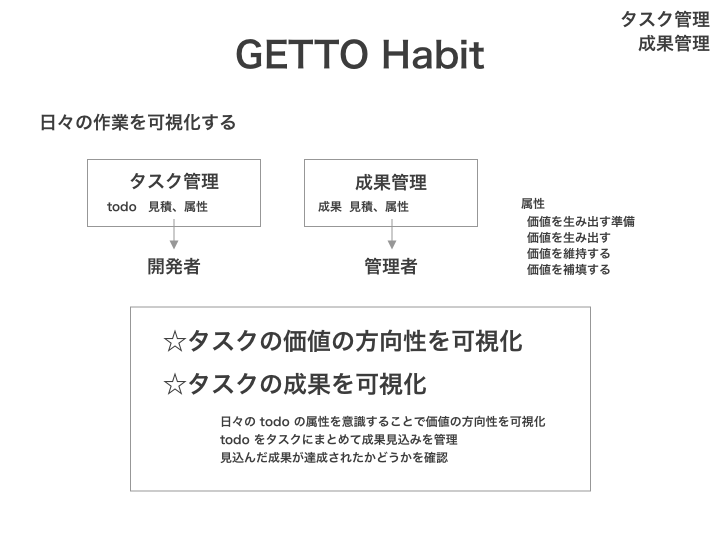 タスク管理
成果管理
GETTO Habit
日々の作業を可視化する
タスク管理
todo 見積、属性
成果管理
成果 見積、属性
開発者
管理者
属性
価値を生み出す準備
価値を生み出す
価値を維持する
価値を補填する
☆タスクの価値の方向性を可視化
☆タスクの成果を可視化
日々の todo の属性を意識することで価値の方向性を可視化
todo をタスクにまとめて成果見込みを管理
見込んだ成果が達成されたかどうかを確認